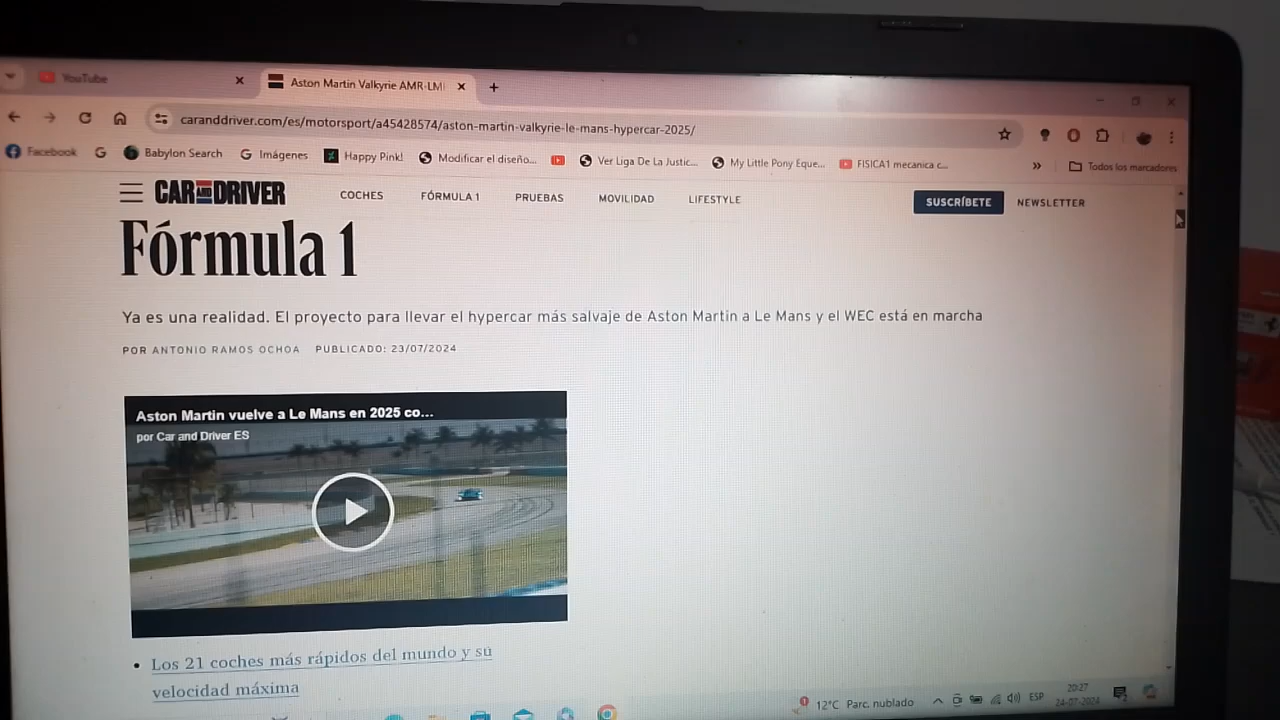 YouTube
Aston Martin Valkyrie AMR-LM
caranddriver.com/es/motorsport/a45428574/aston-martin-valkyrie-le-mans-hypercar-2025/
Facebook
Babylon Search
Imágenes
Happy Pink!
Modificar el diseño...
Ver Liga De La Justic...
My Little Pony Eque...
FISICA1 mecanica c...
Todos los marcadores
CAR AND DRIVER
COCHES
FÓRMULA 1
PRUEBAS
MOVILIDAD
LIFESTYLE
SUSCRÍBETE
NEWSLETTER
Fórmula 1
Ya es una realidad. El proyecto para llevar el hypercar más salvaje de Aston Martin a Le Mans y el WEC está en marcha
POR ANTONIO RAMOS OCHOA PUBLICADO: 23/07/2024
Aston Martin vuelve a Le Mans en 2025 co...
por Car and Driver ES
Los 21 coches más rápidos del mundo y su
velocidad máxima
12°C Parc. nublado
ESP
20:27
24-07-2024